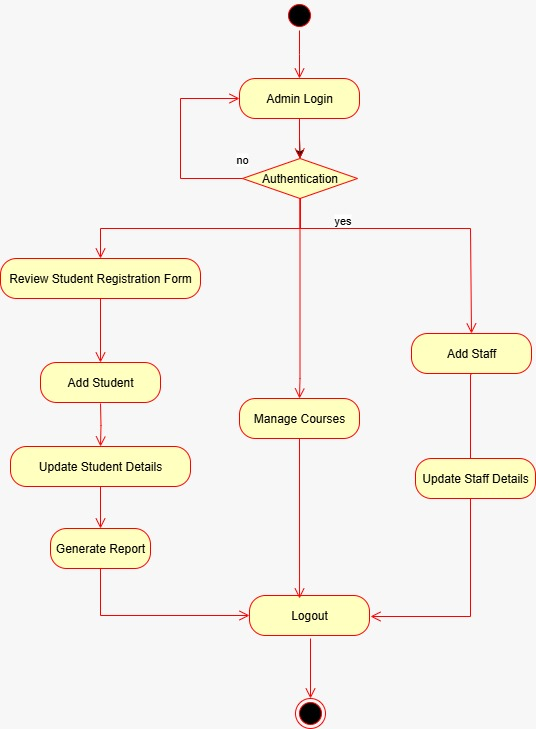 Admin Login
no
Authentication
yes
Review Student Registration Form
Add Staff
Add Student
Manage Courses
Update Student Details
Update Staff Details
Generate Report
Logout